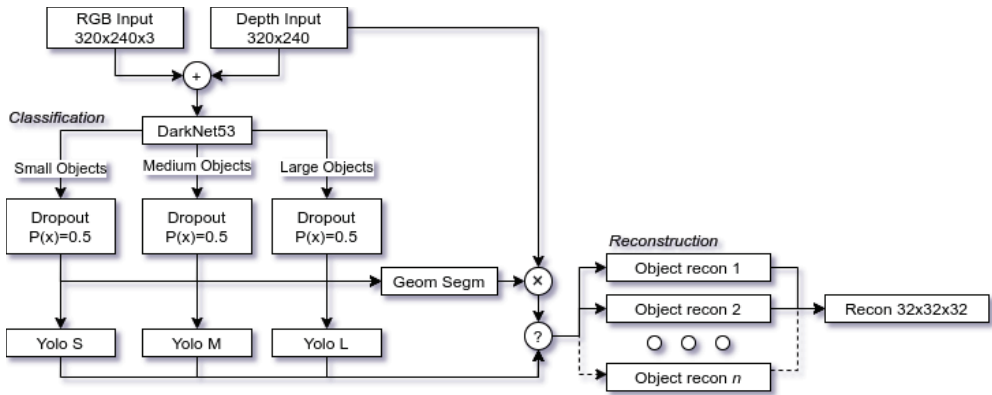 RGB Input
320x240x3
Depth Input
320x240
+
Classification
DarkNet53
Small Objects
Medium Objects
Large Objects
Dropout
P(x)=0.5
Dropout
P(x)=0.5
Dropout
P(x)=0.5
Geom Segm
×
Yolo S
Yolo M
Yolo L
?
Reconstruction
Object recon 1
Object recon 2
Object recon n
Recon 32x32x32